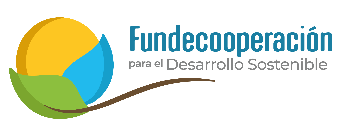 Fundecooperación
para el Desarrollo Sostenible